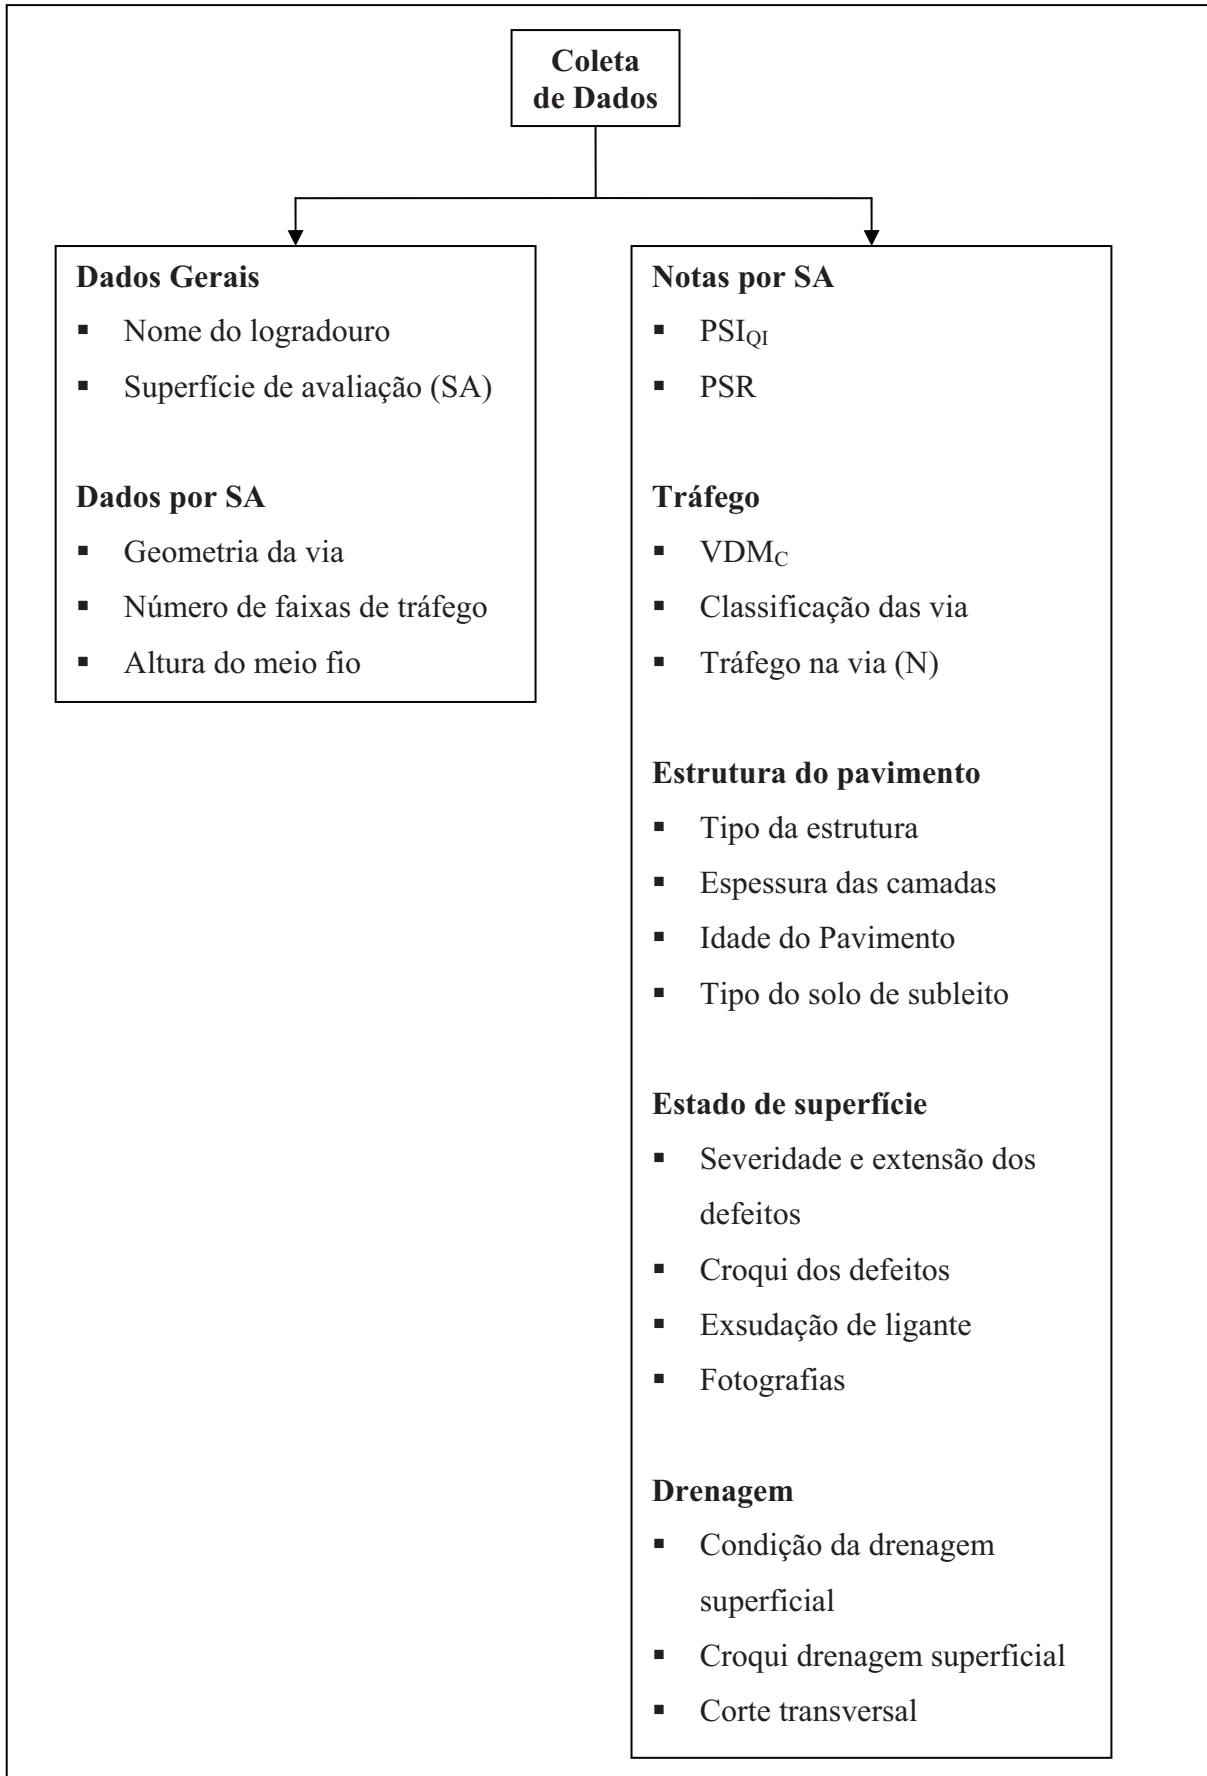 Coleta
de Dados
Dados Gerais
▪ Nome do logradouro
▪ Superfície de avaliação (SA)
Dados por SA
▪ Geometria da via
▪ Número de faixas de tráfego
▪ Altura do meio fio
Notas por SA
▪ PSI_QI
▪ PSR
Tráfego
▪ VDM_C
▪ Classificação das via
▪ Tráfego na via (N)
Estrutura do pavimento
▪ Tipo da estrutura
▪ Espessura das camadas
▪ Idade do Pavimento
▪ Tipo do solo de subleito
Estado de superfície
▪ Severidade e extensão dos
defeitos
▪ Croqui dos defeitos
▪ Exsudação de ligante
▪ Fotografias
Drenagem
▪ Condição da drenagem
superficial
▪ Croqui drenagem superficial
▪ Corte transversal